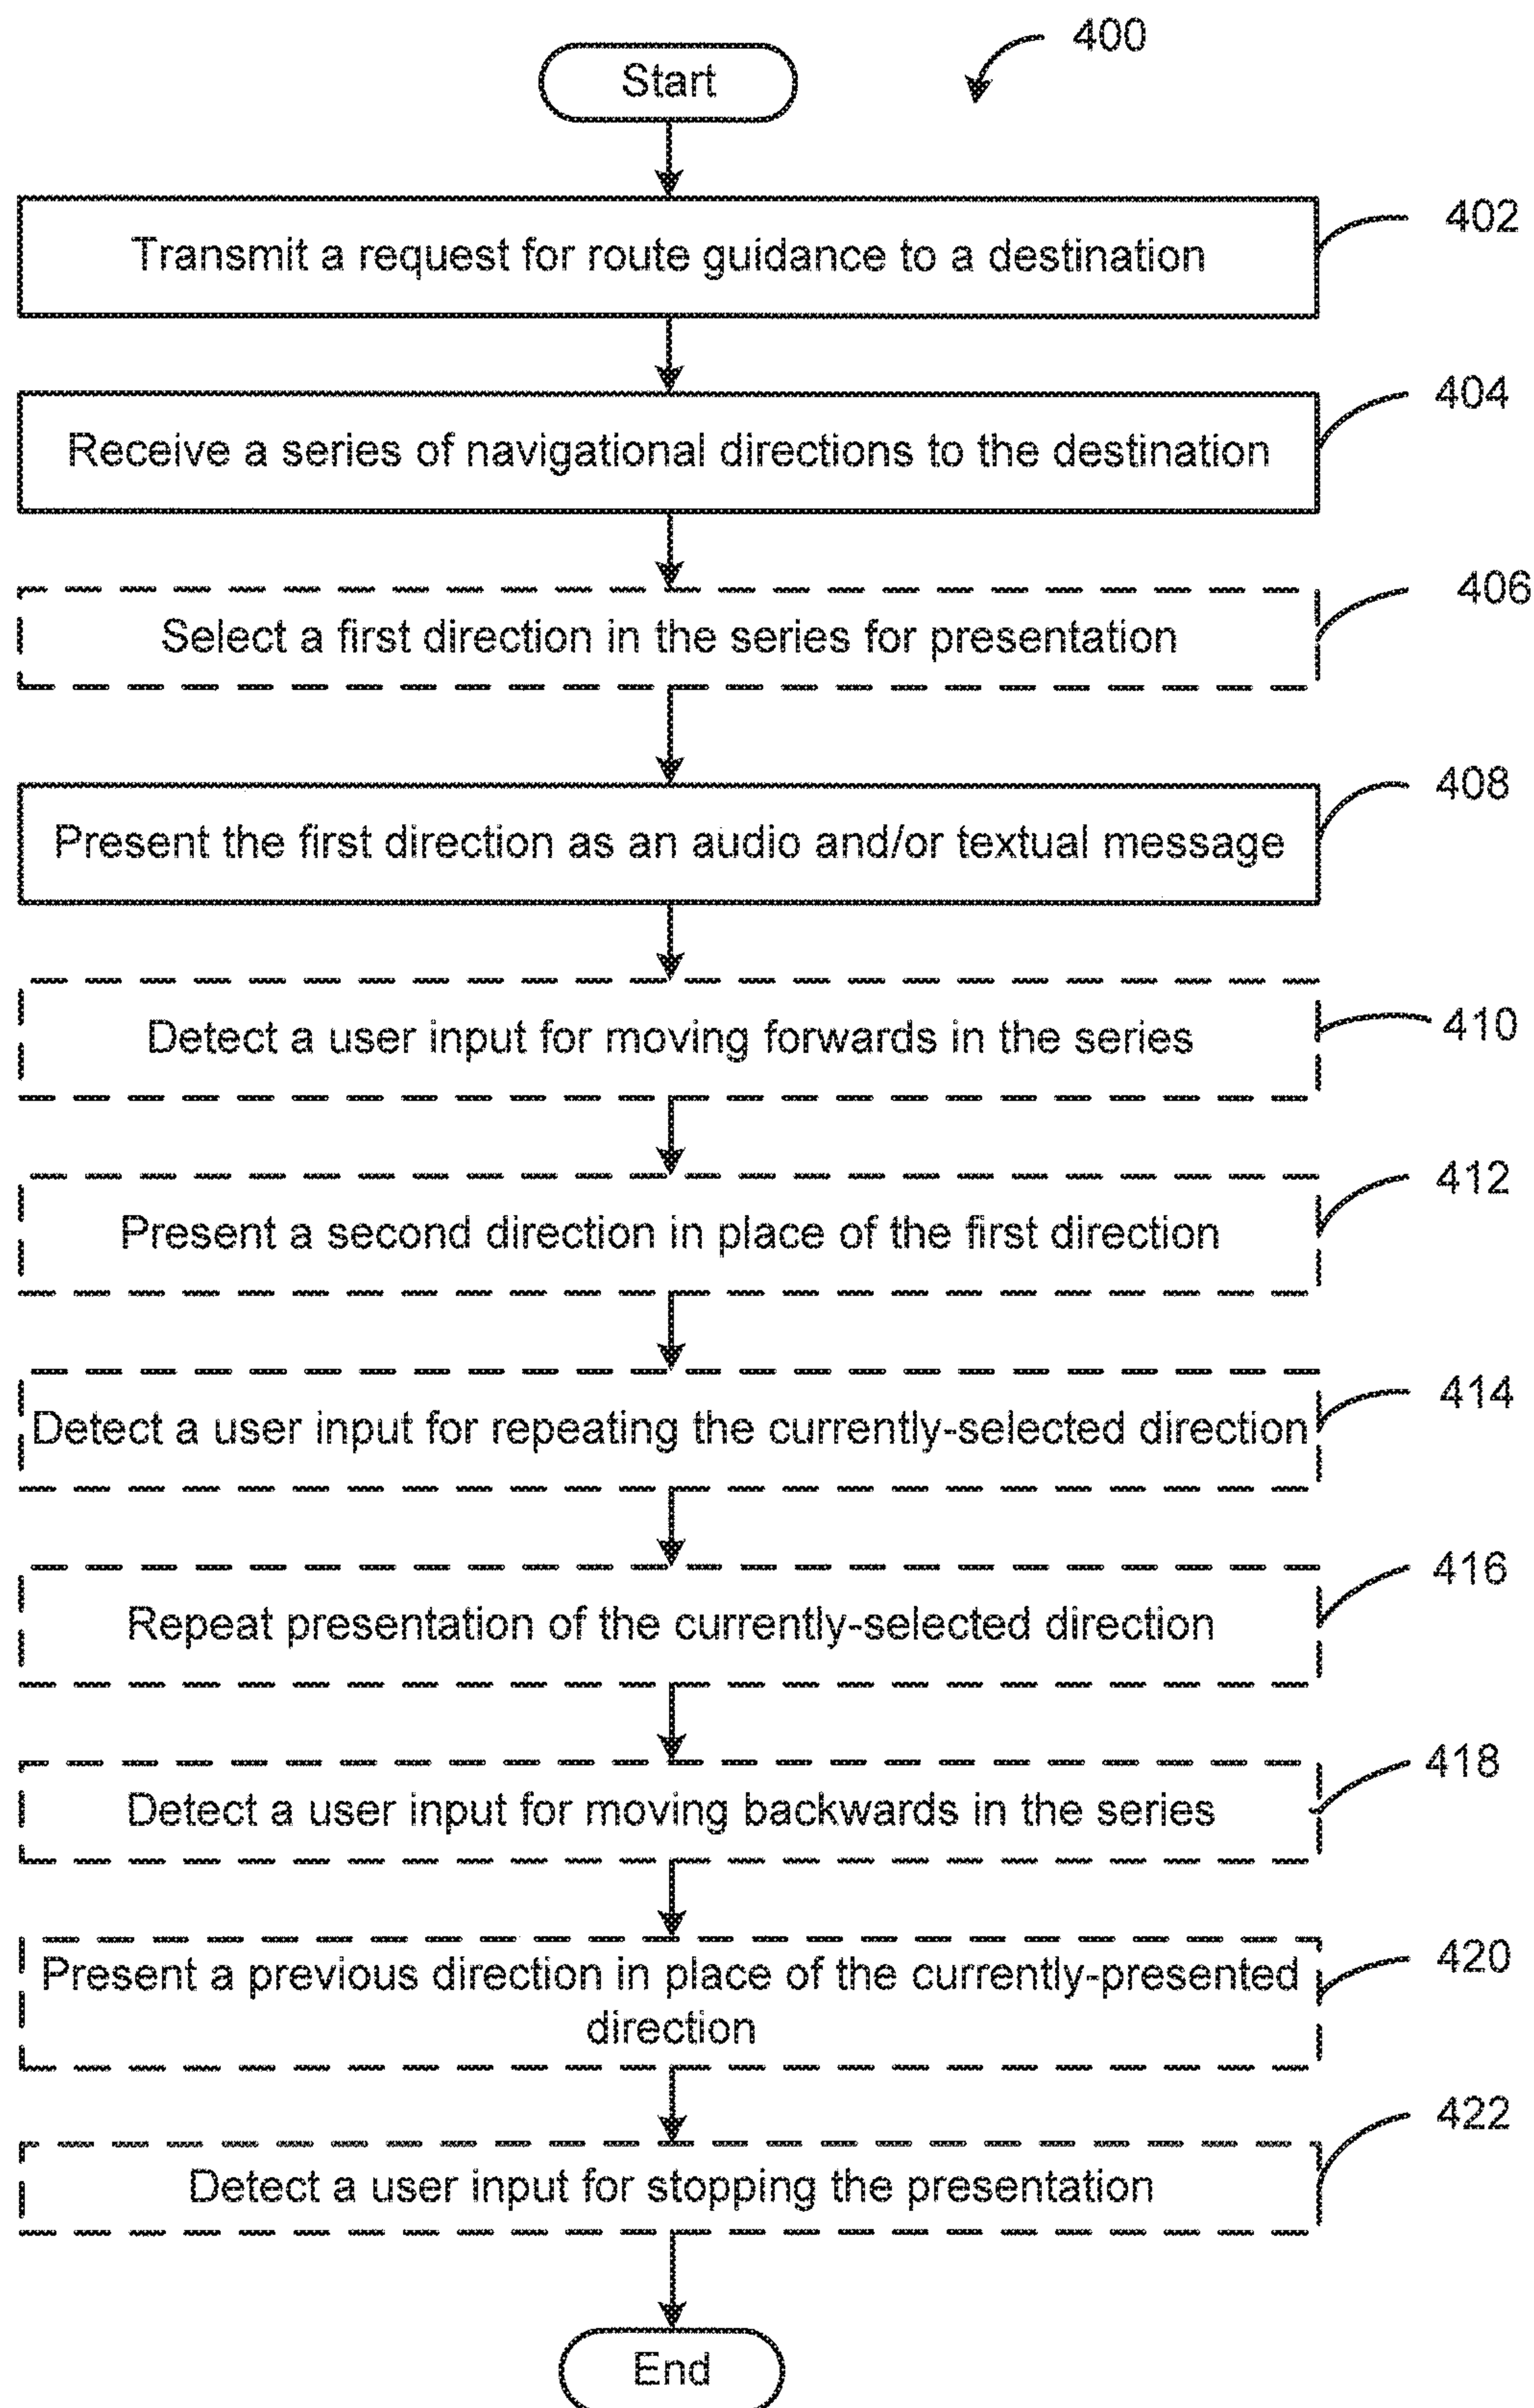 400
Start
Transmit a request for route guidance to a destination
402
Receive a series of navigational directions to the destination
404
Select a first direction in the series for presentation
406
Present the first direction as an audio and/or textual message
408
Detect a user input for moving forwards in the series
410
Present a second direction in place of the first direction
412
Detect a user input for repeating the currently-selected direction
414
Repeat presentation of the currently-selected direction
416
Detect a user input for moving backwards in the series
418
Present a previous direction in place of the currently-presented
direction
420
Detect a user input for stopping the presentation
422
End